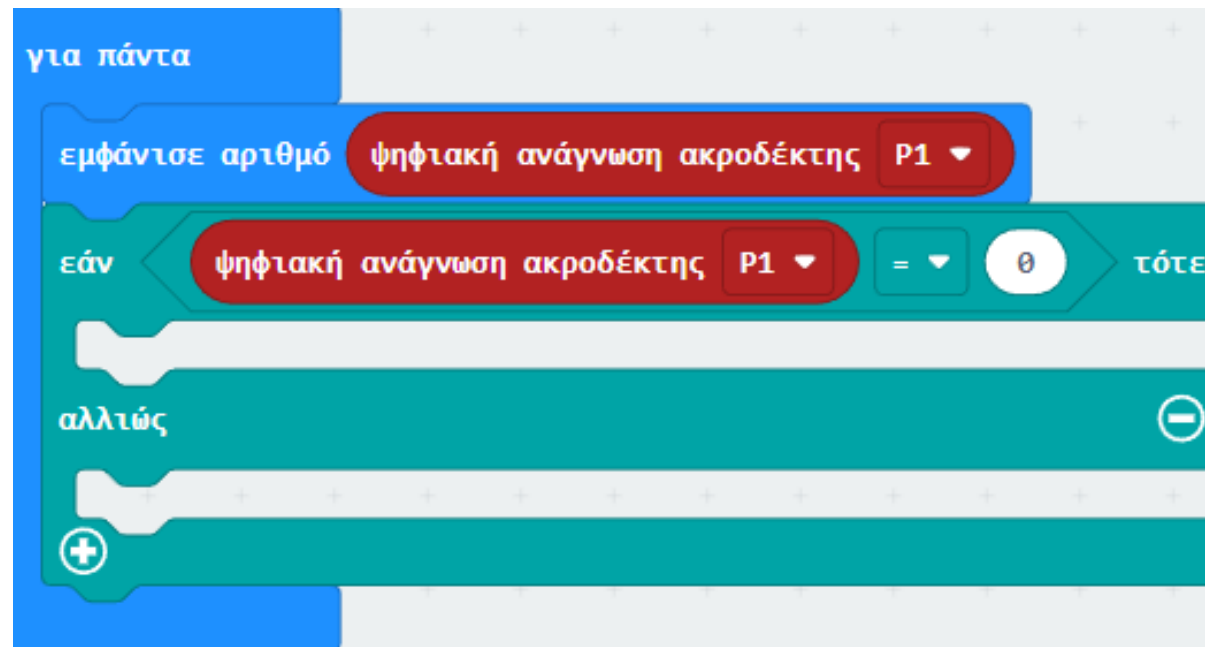 για πάντα
εμφάνισε αριθμό ψηφιακή ανάγνωση ακροδέκτης P1
εάν ψηφιακή ανάγνωση ακροδέκτης P1 = 0 τότε
αλλιώς